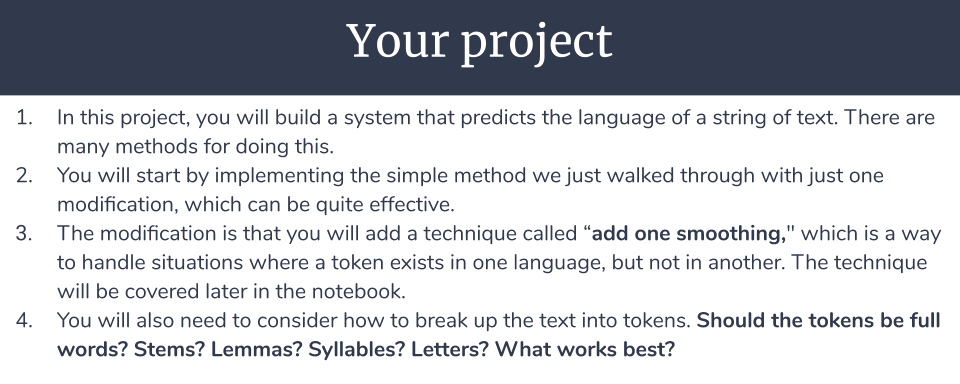 Your project
1. In this project, you will build a system that predicts the language of a string of text. There are
many methods for doing this.
2. You will start by implementing the simple method we just walked through with just one
modification, which can be quite effective.
3. The modification is that you will add a technique called “add one smoothing," which is a way
to handle situations where a token exists in one language, but not in another. The technique
will be covered later in the notebook.
4. You will also need to consider how to break up the text into tokens. Should the tokens be full
words? Stems? Lemmas? Syllables? Letters? What works best?